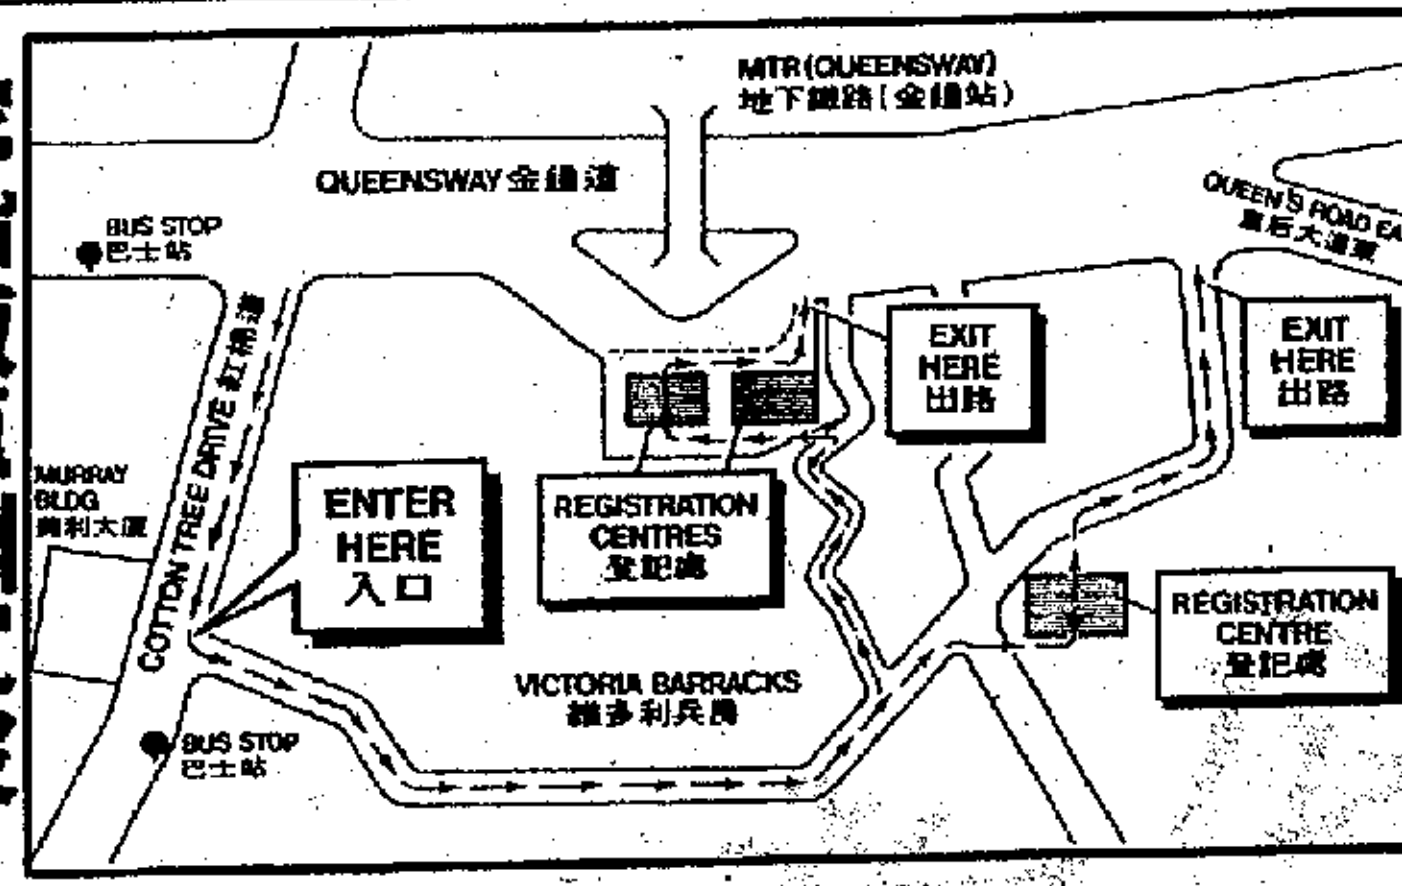 MTR (QUEENSWAY)
地下鐵路(金鐘站)
QUEENSWAY 金鐘道
QUEEN'S ROAD EA
皇后大道東
BUS STOP
巴士站
COTTON TREE DRIVE 紅棉道
EXIT
HERE
出路
EXIT
HERE
出路
MURRAY
BLDG
美利大廈
ENTER
HERE
入口
REGISTRATION
CENTRES
登記處
REGISTRATION
CENTRE
登記處
VICTORIA BARRACKS
維多利兵房
BUS STOP
巴士站